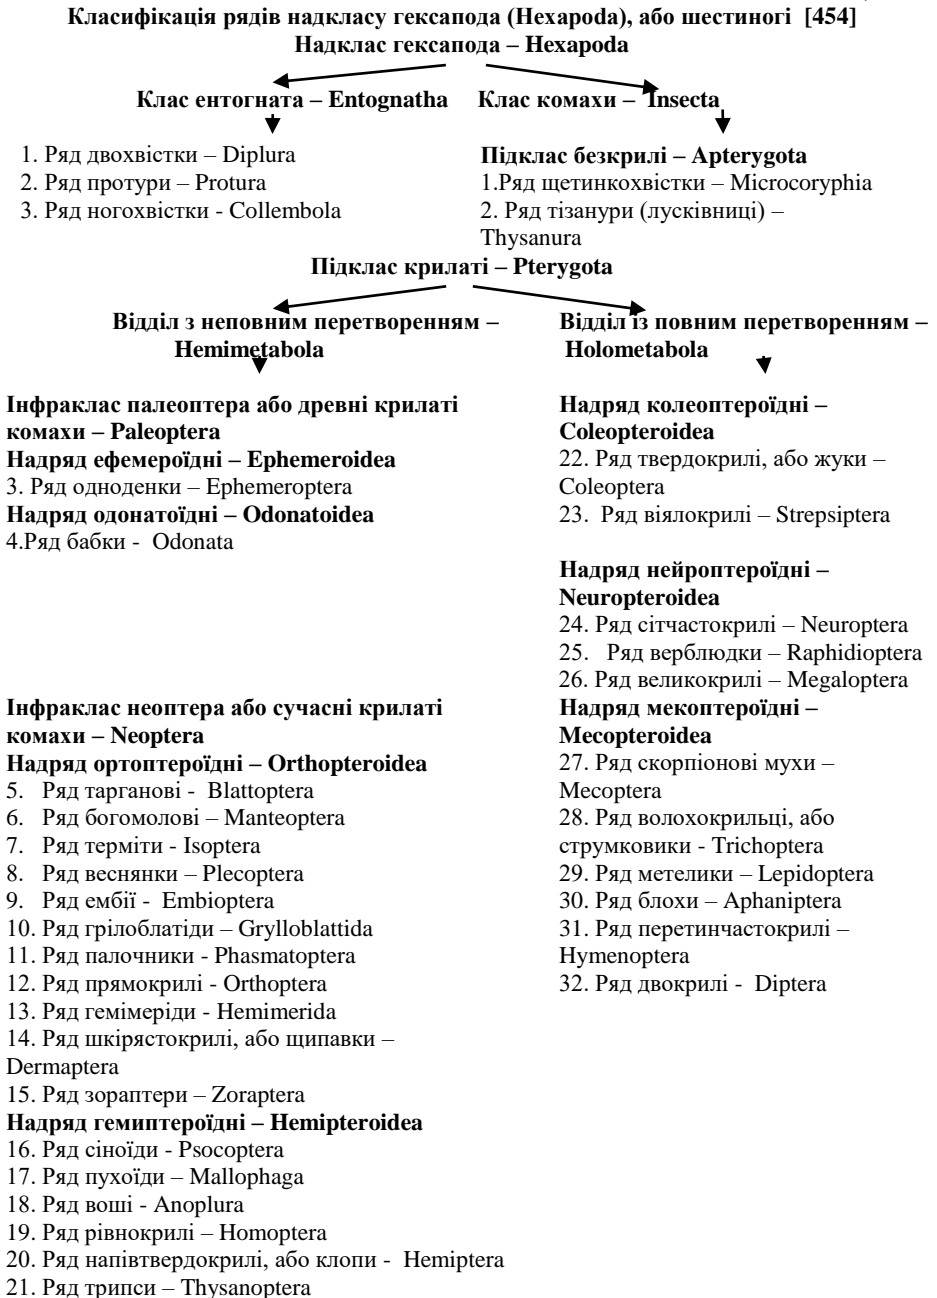 Класифікація рядів надкласу гексапода (Hexapoda), або шестиногі [454]
Надклас гексапода – Hexapoda
Клас ентогната – Entognatha
1. Ряд двохвістки – Diplura
2. Ряд протури – Protura
3. Ряд ногохвістки - Collembola
Клас комахи – Insecta
Підклас безкрилі – Apterygota
1.Ряд щетинкохвістки – Microcoryphia
2. Ряд тізанури (лусківниці) –
Thysanura
Підклас крилаті – Pterygota
Відділ з неповним перетворенням –
Hemimetabola
Інфраклас палеоптера або древні крилаті
комахи – Paleoptera
Надряд ефемероїдні – Ephemeroidea
3. Ряд одноденки – Ephemeroptera
Надряд одонатоїдні – Odonatoidea
4.Ряд бабки - Odonata
Інфраклас неоптера або сучасні крилаті
комахи – Neoptera
Надряд ортоптероїдні – Orthopteroidea
5. Ряд тарганові - Blattoptera
6. Ряд богомолові – Manteoptera
7. Ряд терміти - Isoptera
8. Ряд веснянки – Plecoptera
9. Ряд ембії - Embioptera
10. Ряд грілоблатіди – Grylloblattida
11. Ряд палочники - Phasmatoptera
12. Ряд прямокрилі - Orthoptera
13. Ряд гемімеріди - Hemimerida
14. Ряд шкірястокрилі, або щипавки –
Dermaptera
15. Ряд зораптери – Zoraptera
Надряд гемиптероїдні – Hemipteroidea
16. Ряд сіноїди - Psocoptera
17. Ряд пухоїди – Mallophaga
18. Ряд воші - Anoplura
19. Ряд рівнокрилі – Homoptera
20. Ряд напівтвердокрилі, або клопи - Hemiptera
21. Ряд трипси – Thysanoptera
Відділ із повним перетворенням –
Holometabola
Надряд колеоптероїдні –
Coleopteroidea
22. Ряд твердокрилі, або жуки –
Coleoptera
23. Ряд віялокрилі – Strepsiptera
Надряд нейроптероїдні –
Neuropteroidea
24. Ряд сітчастокрилі – Neuroptera
25. Ряд верблюдки – Raphidioptera
26. Ряд великокрилі – Megaloptera
Надряд мекоптероїдні –
Mecopteroidea
27. Ряд скорпіонові мухи –
Mecoptera
28. Ряд волохокрильці, або
струмковики - Trichoptera
29. Ряд метелики – Lepidoptera
30. Ряд блохи – Aphaniptera
31. Ряд перетинчастокрилі –
Hymenoptera
32. Ряд двокрилі - Diptera